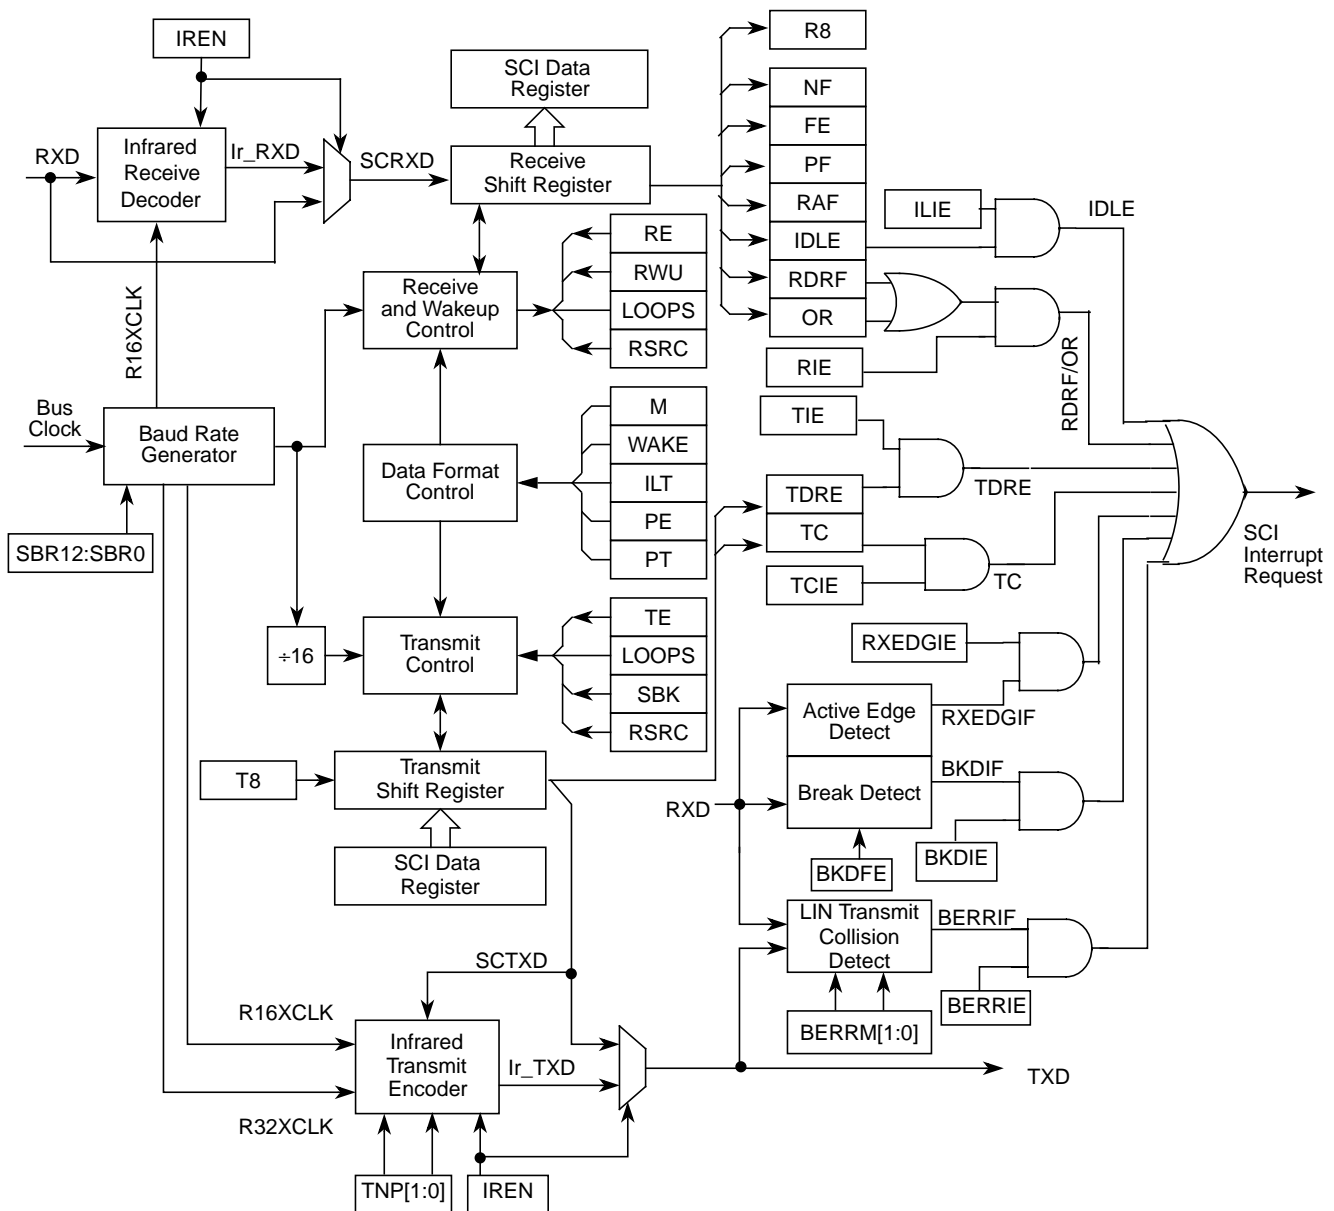 IREN
SCI Data
Register
R8
NF
FE
PF
RAF
IDLE
RDRF
OR
RXD
Infrared
Receive
Decoder
Ir_RXD
SCRXD
Receive
Shift Register
ILIE
IDLE
R16XCLK
Receive
and Wakeup
Control
RE
RWU
LOOPS
RSRC
RIE
RDRF/OR
Bus
Clock
Baud Rate
Generator
SBR12:SBR0
Data Format
Control
M
WAKE
ILT
PE
PT
TIE
TDRE
TC
TCIE
TDRE
TC
SCI
Interrupt
Request
÷16
Transmit
Control
TE
LOOPS
SBK
RSRC
RXEDGIE
Active Edge
Detect
RXEDGIF
T8
Transmit
Shift Register
RXD
Break Detect
BKDIF
BKDIE
BKDFE
SCI Data
Register
LIN Transmit
Collision
Detect
BERRIF
BERRIE
BERRM[1:0]
SCTXD
R16XCLK
Infrared
Transmit
Encoder
Ir_TXD
R32XCLK
TXD
TNP[1:0]
IREN